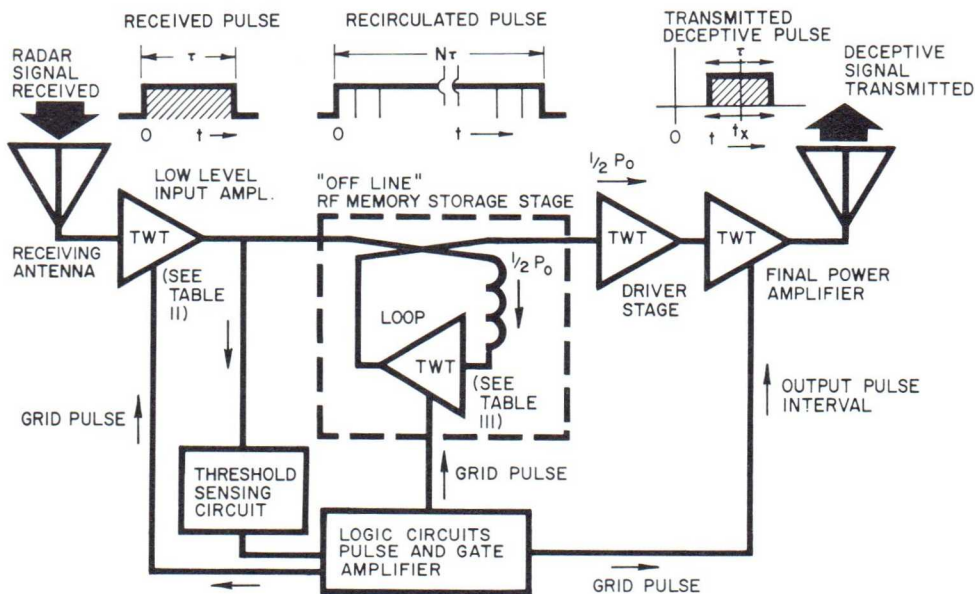 RECEIVED PULSE
τ
0
t
RECIRCULATED PULSE
Nτ
0
t
TRANSMITTED
DECEPTIVE PULSE
τ
0
t
tx
RADAR
SIGNAL
RECEIVED
DECEPTIVE
SIGNAL
TRANSMITTED
RECEIVING
ANTENNA
LOW LEVEL
INPUT AMPL.
TWT
(SEE
TABLE
II)
"OFF LINE"
RF MEMORY STORAGE STAGE
1/2 Po
LOOP
TWT
(SEE
TABLE
III)
1/2 Po
TWT
DRIVER
STAGE
TWT
FINAL POWER
AMPLIFIER
GRID PULSE
THRESHOLD
SENSING
CIRCUIT
GRID PULSE
LOGIC CIRCUITS
PULSE AND GATE
AMPLIFIER
OUTPUT PULSE
INTERVAL
GRID PULSE